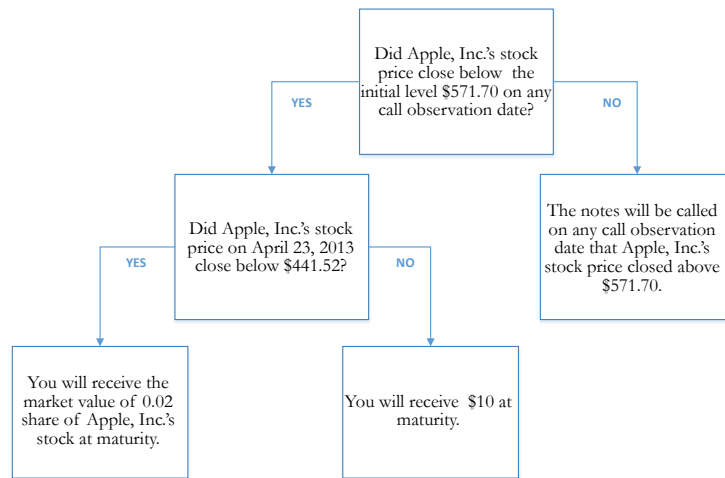 Did Apple, Inc.'s stock
price close below the
initial level $571.70 on any
call observation date?
YES
NO
Did Apple, Inc.'s stock
price on April 23, 2013
close below $441.52?
The notes will be called
on any call observation
date that Apple, Inc.'s
stock price closed above
$571.70.
YES
NO
You will receive the
market value of 0.02
share of Apple, Inc.'s
stock at maturity.
You will receive $10 at
maturity.